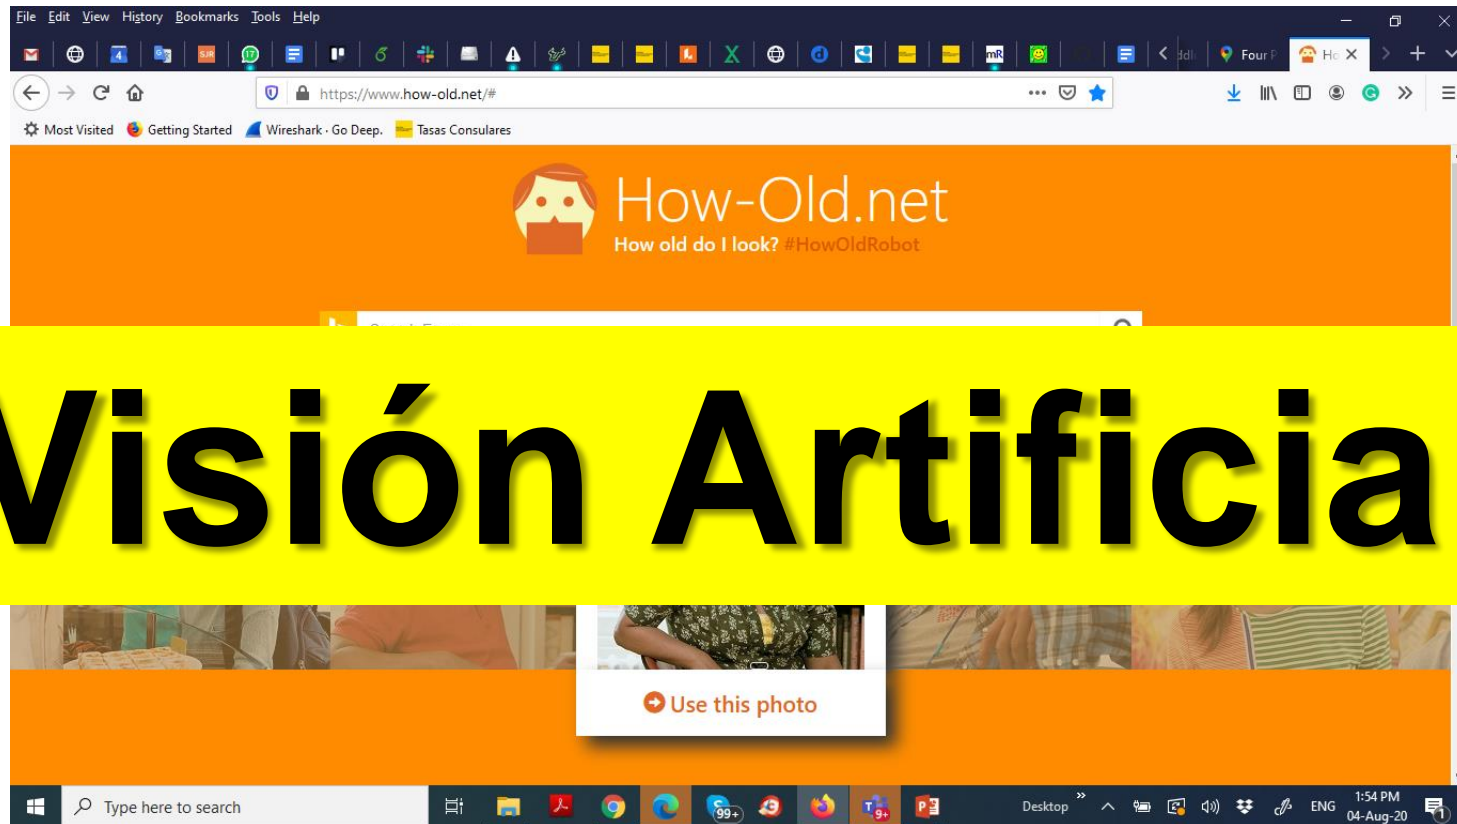 File Edit View History Bookmarks Tools Help
Four
https://www.how-old.net/#
Most Visited Getting Started Wireshark · Go Deep. Tasas Consulares
How-Old.net
How old do I look? #HowOldRobot
Visión Artificia
Use this photo
Type here to search
Desktop
ENG
1:54 PM
04-Aug-20